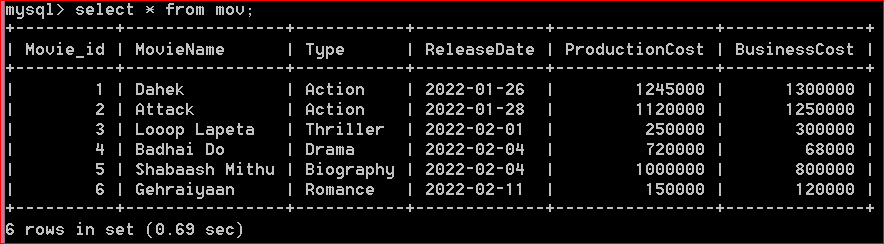 mysql> select * from mov;
+----------+----------------+-----------+-------------+----------------+--------------+
| Movie_id | MovieName      | Type      | ReleaseDate | ProductionCost | BusinessCost |
+----------+----------------+-----------+-------------+----------------+--------------+
|        1 | Dahek          | Action    | 2022-01-26  |        1245000 |      1300000 |
|        2 | Attack         | Action    | 2022-01-28  |        1120000 |      1250000 |
|        3 | Looop Lapeta   | Thriller  | 2022-02-01  |         250000 |       300000 |
|        4 | Badhai Do      | Drama     | 2022-02-04  |         720000 |        68000 |
|        5 | Shabaash Mithu | Biography | 2022-02-04  |        1000000 |       800000 |
|        6 | Gehraiyaan     | Romance   | 2022-02-11  |         150000 |       120000 |
+----------+----------------+-----------+-------------+----------------+--------------+
6 rows in set (0.69 sec)